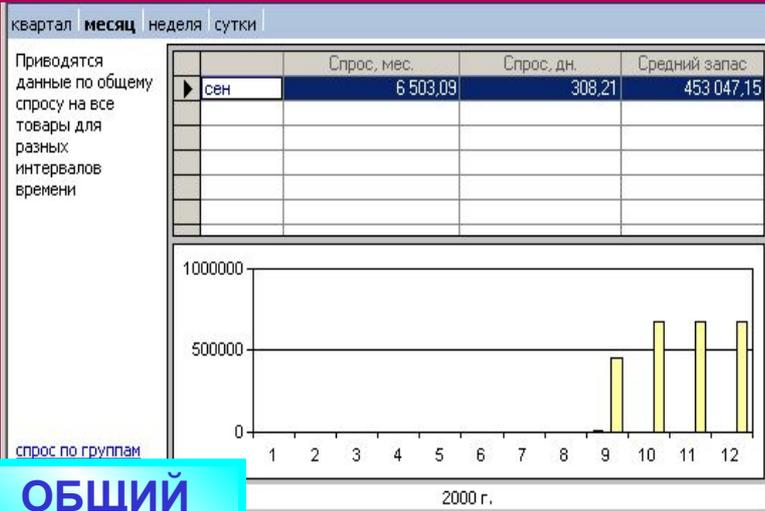 квартал месяц неделя сутки
Приводятся
данные по общему
спросу на все
товары для
разных
интервалов
времени
спрос по группам
Спрос, мес. Спрос, дн. Средний запас
сен 6 503,09 308,21 453 047,15
1000000
500000
0
1 2 3 4 5 6 7 8 9 10 11 12
2000 г.
ОБЩИЙ